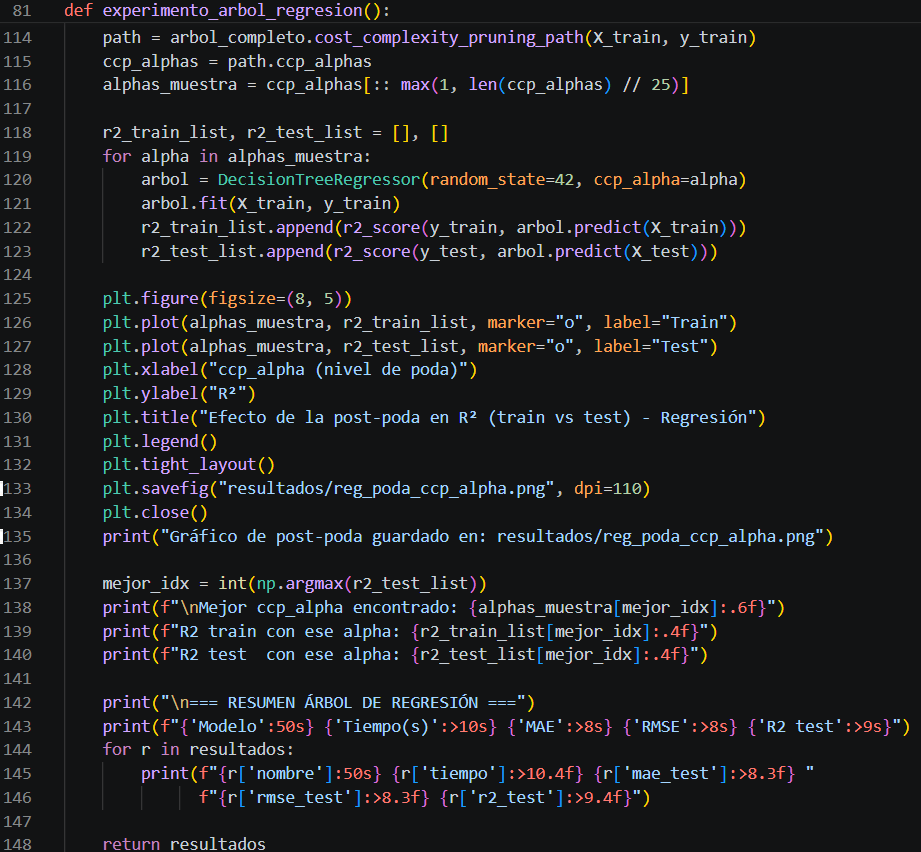 81 def experimento_arbol_regresion():
114 path = arbol_completo.cost_complexity_pruning_path(X_train, y_train)
115 ccp_alphas = path.ccp_alphas
116 alphas_muestra = ccp_alphas[:: max(1, len(ccp_alphas) // 25)]
117
118 r2_train_list, r2_test_list = [], []
119 for alpha in alphas_muestra:
120 arbol = DecisionTreeRegressor(random_state=42, ccp_alpha=alpha)
121 arbol.fit(X_train, y_train)
122 r2_train_list.append(r2_score(y_train, arbol.predict(X_train)))
123 r2_test_list.append(r2_score(y_test, arbol.predict(X_test)))
124
125 plt.figure(figsize=(8, 5))
126 plt.plot(alphas_muestra, r2_train_list, marker="o", label="Train")
127 plt.plot(alphas_muestra, r2_test_list, marker="o", label="Test")
128 plt.xlabel("ccp_alpha (nivel de poda)")
129 plt.ylabel("R²")
130 plt.title("Efecto de la post-poda en R² (train vs test) - Regresión")
131 plt.legend()
132 plt.tight_layout()
133 plt.savefig("resultados/reg_poda_ccp_alpha.png", dpi=110)
134 plt.close()
135 print("Gráfico de post-poda guardado en: resultados/reg_poda_ccp_alpha.png")
136
137 mejor_idx = int(np.argmax(r2_test_list))
138 print(f"\nMejor ccp_alpha encontrado: {alphas_muestra[mejor_idx]:.6f}")
139 print(f"R2 train con ese alpha: {r2_train_list[mejor_idx]:.4f}")
140 print(f"R2 test  con ese alpha: {r2_test_list[mejor_idx]:.4f}")
141
142 print("\n=== RESUMEN ÁRBOL DE REGRESIÓN ===")
143 print(f"{'Modelo':50s} {'Tiempo(s)':>10s} {'MAE':>8s} {'RMSE':>8s} {'R2 test':>9s}")
144 for r in resultados:
145 print(f"{r['nombre']:50s} {r['tiempo']:>10.4f} {r['mae_test']:>8.3f} "
146 f"{r['rmse_test']:>8.3f} {r['r2_test']:>9.4f}")
147
148 return resultados